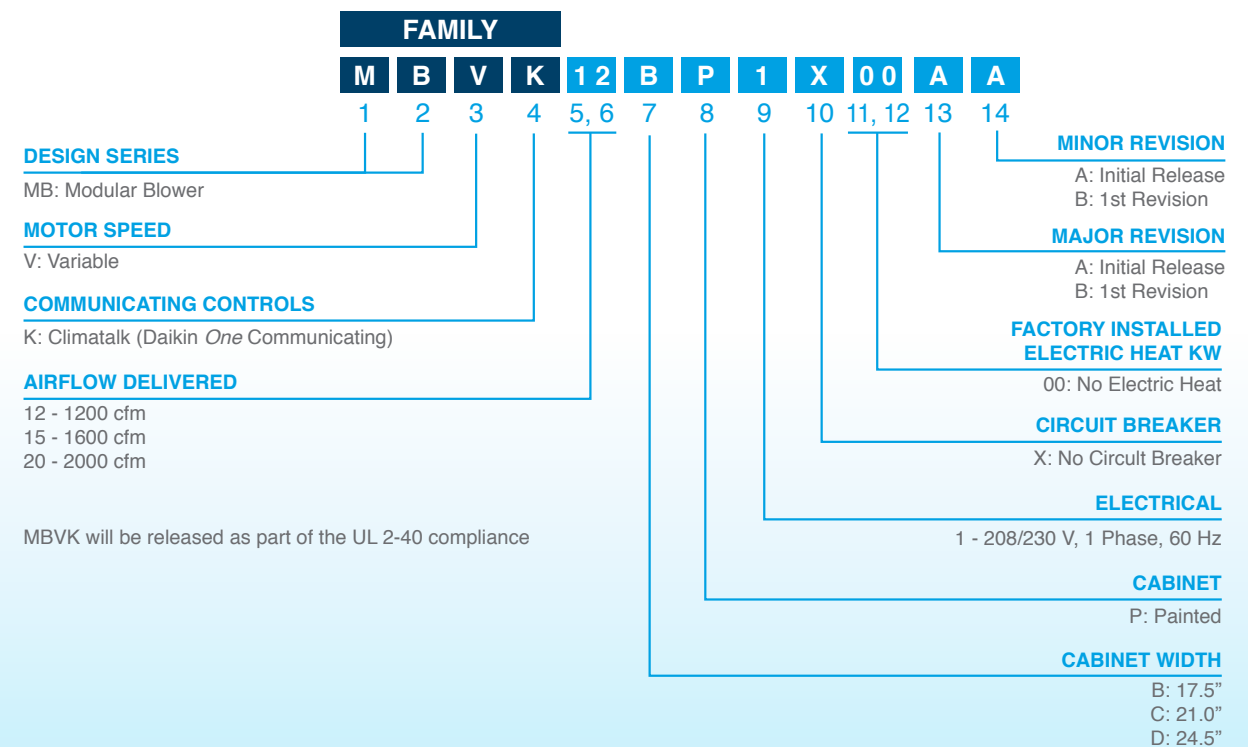 FAMILY
M B V K 12 B P 1 X 00 A A
1 2 3 4 5, 6 7 8 9 10 11, 12 13 14
DESIGN SERIES
MB: Modular Blower
MOTOR SPEED
V: Variable
COMMUNICATING CONTROLS
K: Climatalk (Daikin One Communicating)
AIRFLOW DELIVERED
12 - 1200 cfm
15 - 1600 cfm
20 - 2000 cfm
MBVK will be released as part of the UL 2-40 compliance
MINOR REVISION
A: Initial Release
B: 1st Revision
MAJOR REVISION
A: Initial Release
B: 1st Revision
FACTORY INSTALLED
ELECTRIC HEAT KW
00: No Electric Heat
CIRCUIT BREAKER
X: No Circult Breaker
ELECTRICAL
1 - 208/230 V, 1 Phase, 60 Hz
CABINET
P: Painted
CABINET WIDTH
B: 17.5”
C: 21.0”
D: 24.5”